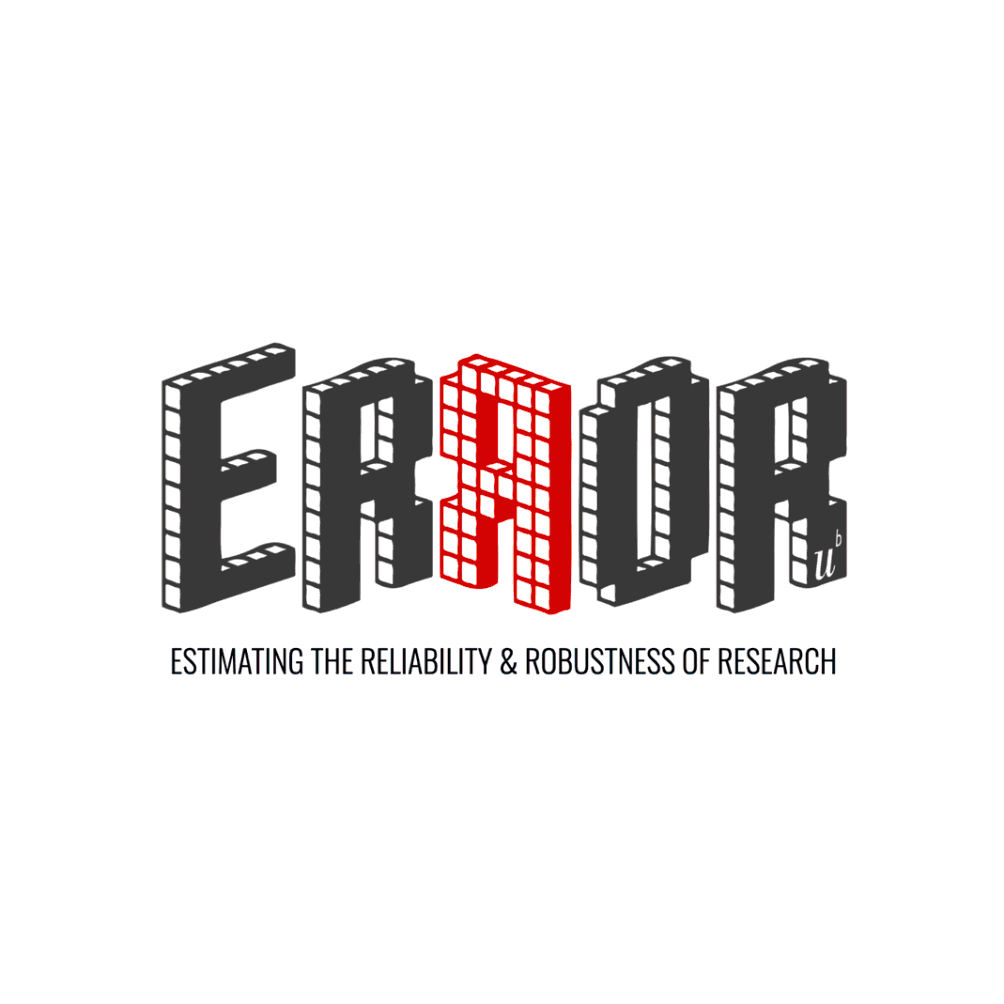 ERROR
u b
ESTIMATING THE RELIABILITY & ROBUSTNESS OF RESEARCH